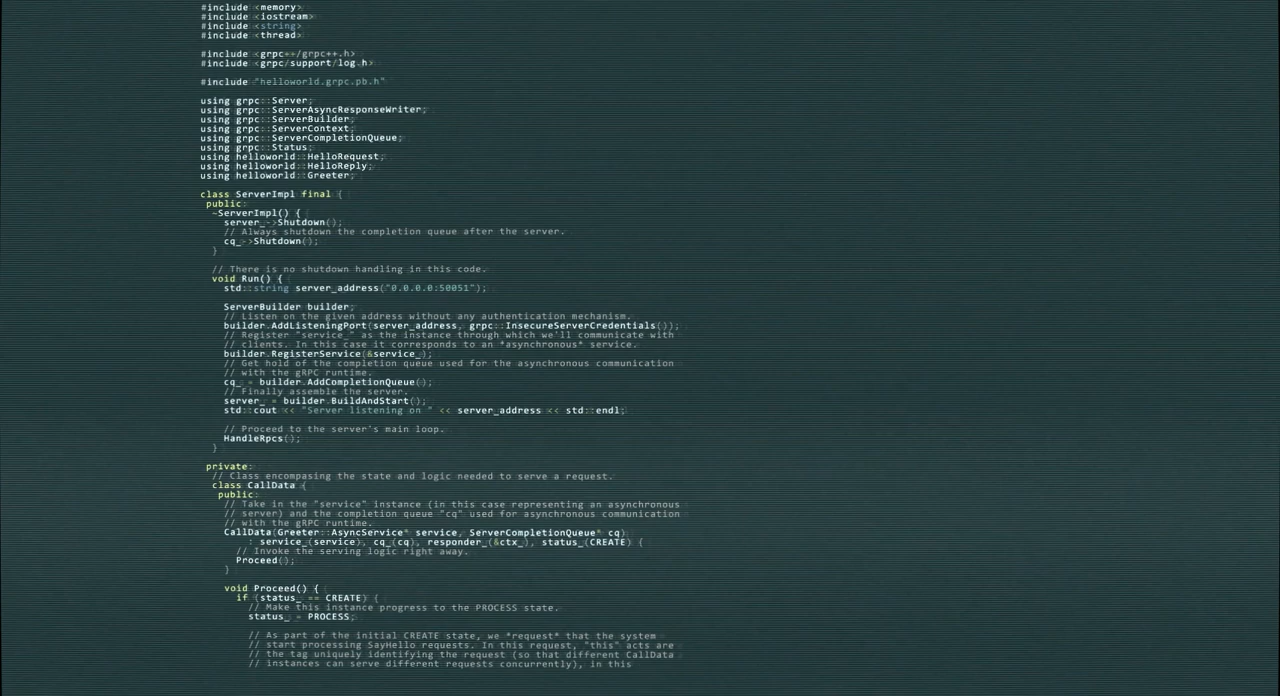 #include <memory>
#include <iostream>
#include <string>
#include <thread>
#include <grpc++/grpc++.h>
#include <grpc/support/log.h>
#include "helloworld.grpc.pb.h"
using grpc::Server;
using grpc::ServerAsyncResponseWriter;
using grpc::ServerBuilder;
using grpc::ServerContext;
using grpc::ServerCompletionQueue;
using grpc::Status;
using helloworld::HelloRequest;
using helloworld::HelloReply;
using helloworld::Greeter;
class ServerImpl final {
public:
~ServerImpl() {
server_->Shutdown();
// Always shutdown the completion queue after the server.
cq_->Shutdown();
}
// There is no shutdown handling in this code.
void Run() {
std::string server_address("0.0.0.0:50051");
ServerBuilder builder;
// Listen on the given address without any authentication mechanism.
builder.AddListeningPort(server_address, grpc::InsecureServerCredentials());
// Register "service_" as the instance through which we'll communicate with
// clients. In this case it corresponds to an *asynchronous* service.
builder.RegisterService(&service_);
// Get hold of the completion queue used for the asynchronous communication
// with the gRPC runtime.
cq_ = builder.AddCompletionQueue();
// Finally assemble the server.
server_ = builder.BuildAndStart();
std::cout << "Server listening on " << server_address << std::endl;
// Proceed to the server's main loop.
HandleRpcs();
}
private:
// Class encompasing the state and logic needed to serve a request.
class CallData {
public:
// Take in the "service" instance (in this case representing an asynchronous
// server) and the completion queue "cq" used for asynchronous communication
// with the gRPC runtime.
CallData(Greeter::AsyncService* service, ServerCompletionQueue* cq)
: service_(service), cq_(cq), responder_(&ctx_), status_(CREATE) {
// Invoke the serving logic right away.
Proceed();
}
void Proceed() {
if (status_ == CREATE) {
// Make this instance progress to the PROCESS state.
status_ = PROCESS;
// As part of the initial CREATE state, we *request* that the system
// start processing SayHello requests. In this request, "this" acts are
// the tag uniquely identifying the request (so that different CallData
// instances can serve different requests concurrently), in this